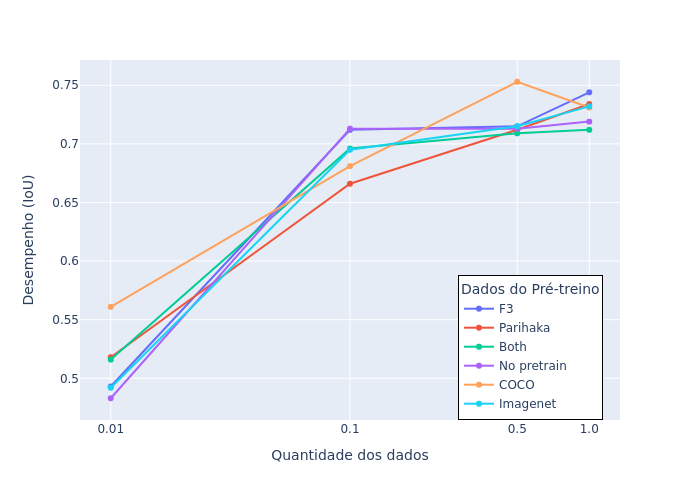 0.75
0.7
0.65
0.6
0.55
0.5
Desempenho (IoU)
0.01
0.1
0.5
1.0
Quantidade dos dados
Dados do Pré-treino
F3
Parihaka
Both
No pretrain
COCO
Imagenet